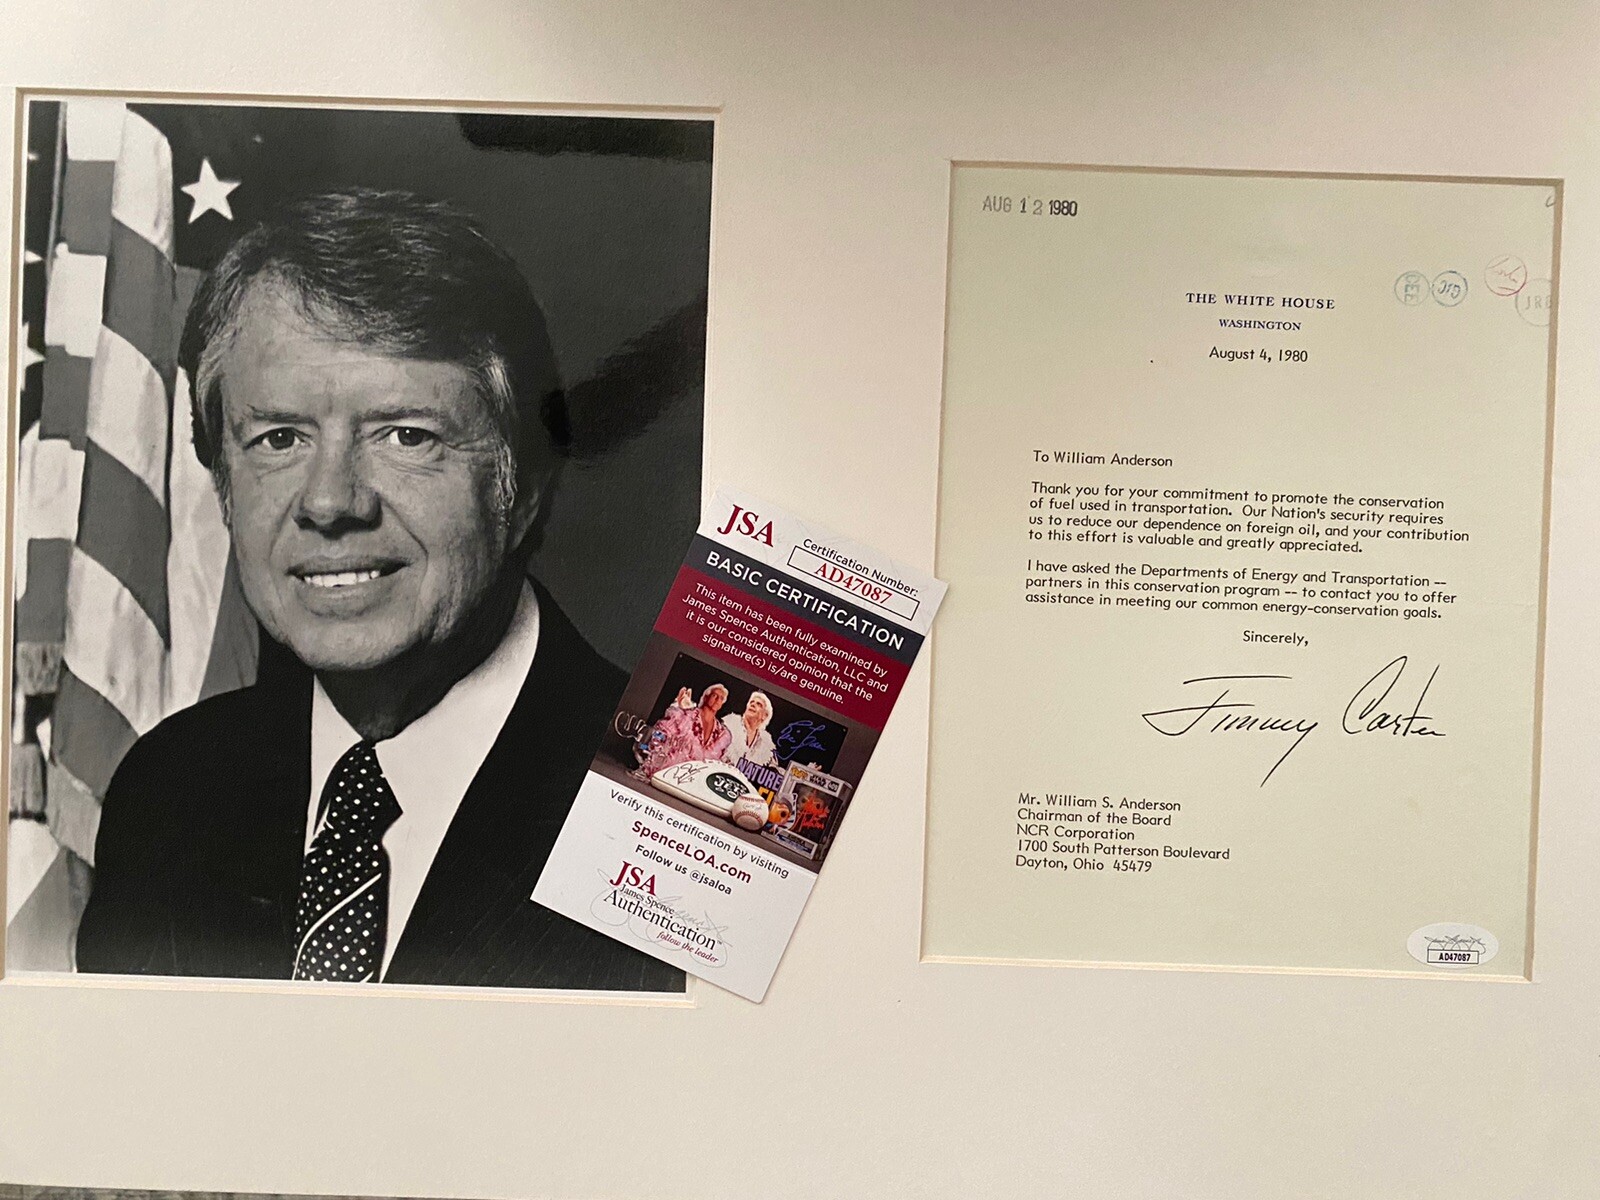 AUG 12 1980
THE WHITE HOUSE
WASHINGTON
August 4, 1980
CEE
JRG
To William Anderson
Thank you for your commitment to promote the conservation
of fuel used in transportation. Our Nation's security requires
us to reduce our dependence on foreign oil, and your contribution
to this effort is valuable and greatly appreciated.
I have asked the Departments of Energy and Transportation --
partners in this conservation program -- to contact you to offer
assistance in meeting our common energy-conservation goals.
Sincerely,
Jimmy Carter
Mr. William S. Anderson
Chairman of the Board
NCR Corporation
1700 South Patterson Boulevard
Dayton, Ohio 45479
AD47087
JSA
Certification Number:
AD47087
BASIC CERTIFICATION
This item has been fully examined by
James Spence Authentication, LLC and
it is our considered opinion that the
signature(s) is/are genuine.
NATURE
JETS
Verify this certification by visiting
SpenceLOA.com
Follow us @jsaloa
JSA
James Spence
Authentication™
follow the leader